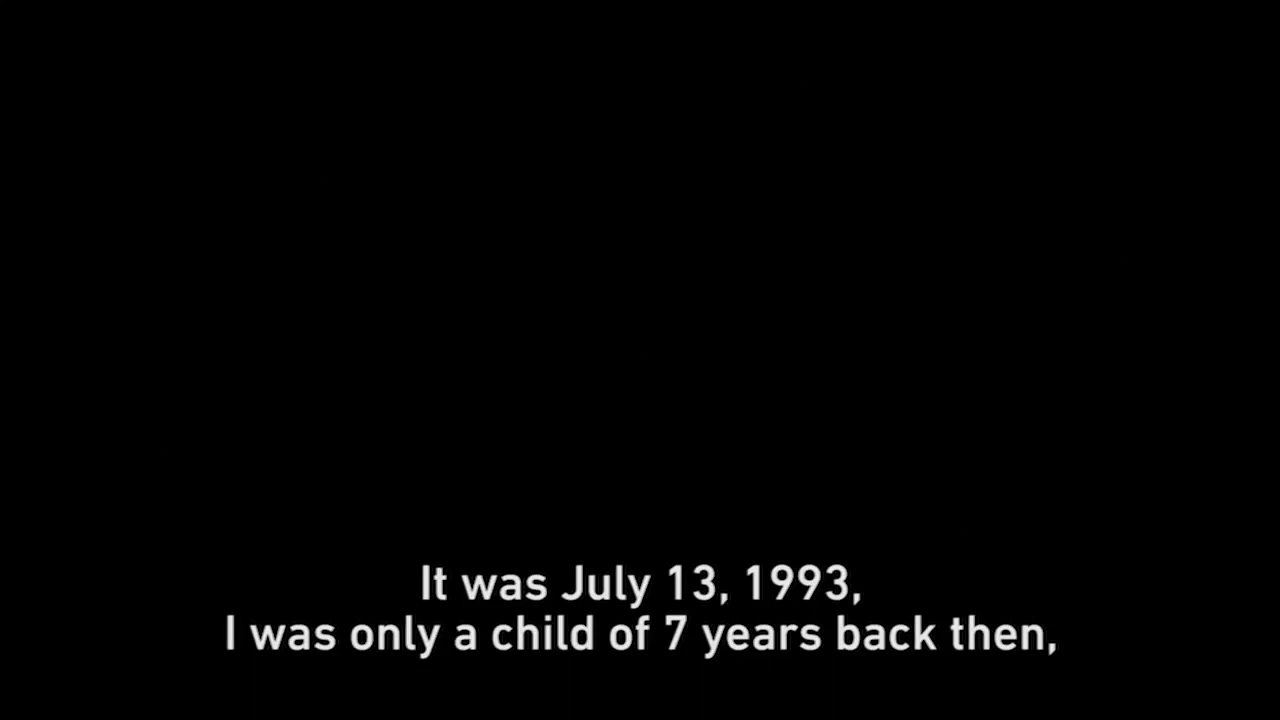 It was July 13, 1993,
I was only a child of 7 years back then,